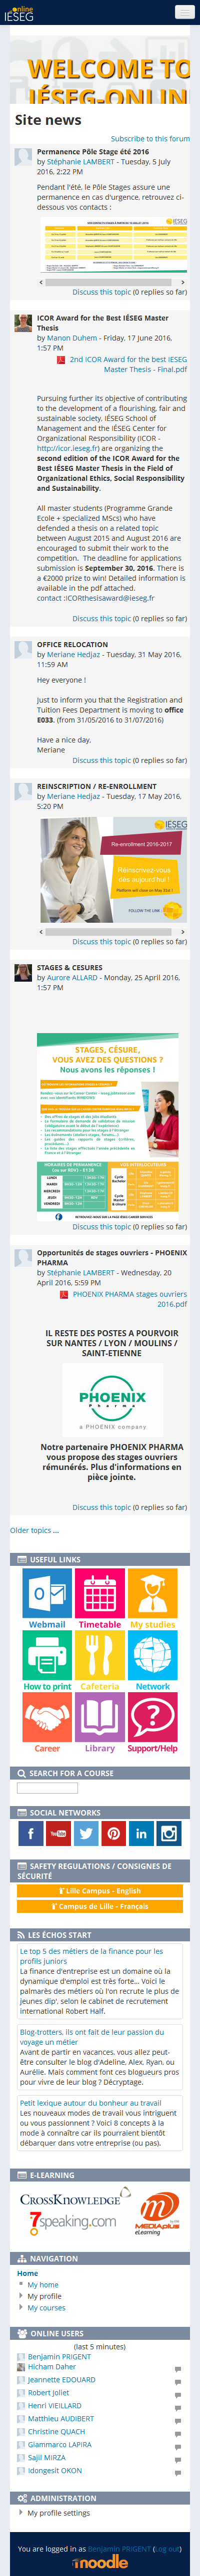 online
IÉSEG
WELCOME TO
IÉSEG-ONLINE
Site news
Subscribe to this forum
Permanence Pôle Stage été 2016
by Stéphanie LAMBERT - Tuesday, 5 July
2016, 2:22 PM
Pendant l'été, le Pôle Stages assure une
permanence en cas d'urgence, retrouvez ci-
dessous vos contacts :
Discuss this topic (0 replies so far)
ICOR Award for the Best IÉSEG Master
Thesis
by Manon Duhem - Friday, 17 June 2016,
1:57 PM
2nd ICOR Award for the best IESEG
Master Thesis - Final.pdf
Pursuing further its objective of contributing
to the development of a flourishing, fair and
sustainable society, IÉSEG School of
Management and the IÉSEG Center for
Organizational Responsibility (ICOR -
http://icor.ieseg.fr) are organizing the
second edition of the ICOR Award for the
Best IÉSEG Master Thesis in the Field of
Organizational Ethics, Social Responsibility
and Sustainability.
All master students (Programme Grande
Ecole + specialized MScs) who have
defended a thesis on a related topic
between August 2015 and August 2016 are
encouraged to submit their work to the
competition. The deadline for applications
submission is September 30, 2016. There is
a €2000 prize to win! Detailed information is
available in the pdf attached.
contact :ICORthesisaward@ieseg.fr
Discuss this topic (0 replies so far)
OFFICE RELOCATION
by Meriane Hedjaz - Tuesday, 31 May 2016,
11:59 AM
Hey everyone !
Just to inform you that the Registration and
Tuition Fees Department is moving to office
E033. (from 31/05/2016 to 31/07/2016)
Have a nice day.
Meriane
Discuss this topic (0 replies so far)
REINSCRIPTION / RE-ENROLLMENT
by Meriane Hedjaz - Tuesday, 17 May 2016,
5:20 PM
IÉSEG
Re-enrollment 2016-2017
Réinscrivez-vous
dès aujourd'hui !
FOLLOW THE LINK
Discuss this topic (0 replies so far)
STAGES & CESURES
by Aurore ALLARD - Monday, 25 April 2016,
1:57 PM
STAGES, CÉSURE,
VOUS AVEZ DES QUESTIONS ?
Nous avons les réponses !
Discuss this topic (0 replies so far)
Opportunités de stages ouvriers - PHOENIX
PHARMA
by Stéphanie LAMBERT - Wednesday, 20
April 2016, 5:59 PM
PHOENIX PHARMA stages ouvriers
2016.pdf
IL RESTE DES POSTES A POURVOIR
SUR NANTES / LYON / MOULINS /
SAINT-ETIENNE
PHOENIX
PHARMA
a PHOENIX company
Notre partenaire PHOENIX PHARMA
vous propose des stages ouvriers
rémunérés. Plus d'informations en
pièce jointe.
Discuss this topic (0 replies so far)
Older topics ...
USEFUL LINKS
Webmail Timetable My studies
How to print Cafeteria Network
Career Library Support/Help
SEARCH FOR A COURSE
SOCIAL NETWORKS
SAFETY REGULATIONS / CONSIGNES DE
SÉCURITÉ
Lille Campus - English
Campus de Lille - Français
LES ÉCHOS START
Le top 5 des métiers de la finance pour les
profils juniors
La finance d'entreprise est un domaine où la
dynamique d'emploi est très forte... Voici le
palmarès des métiers où l'on recrute le plus de
jeunes dip', selon le cabinet de recrutement
international Robert Half.
Blog-trotters, ils ont fait de leur passion du
voyage un métier
Avant de partir en vacances, vous allez peut-
être consulter le blog d'Adeline, Alex, Ryan, ou
Aurélie. Mais comment font ces blogueurs pros
pour vivre de leur blog ? Décryptage.
Petit lexique autour du bonheur au travail
Les nouveaux modes de travail vous intriguent
ou vous passionnent ? Voici 8 concepts à la
mode à connaître car ils pourraient bientôt
débarquer dans votre entreprise (ou pas).
E-LEARNING
CROSSKNOWLEDGE
7speaking.com
MEDIAplus
eLearning
NAVIGATION
Home
My home
My profile
My courses
ONLINE USERS
(last 5 minutes)
Benjamin PRIGENT
Hicham Daher
Jeannette EDOUARD
Robert Joliet
Henri VIEILLARD
Matthieu AUDIBERT
Christine QUACH
Giammarco LAPIRA
Sajil MIRZA
Idongesit OKON
ADMINISTRATION
My profile settings
You are logged in as Benjamin PRIGENT (Log out)
moodle